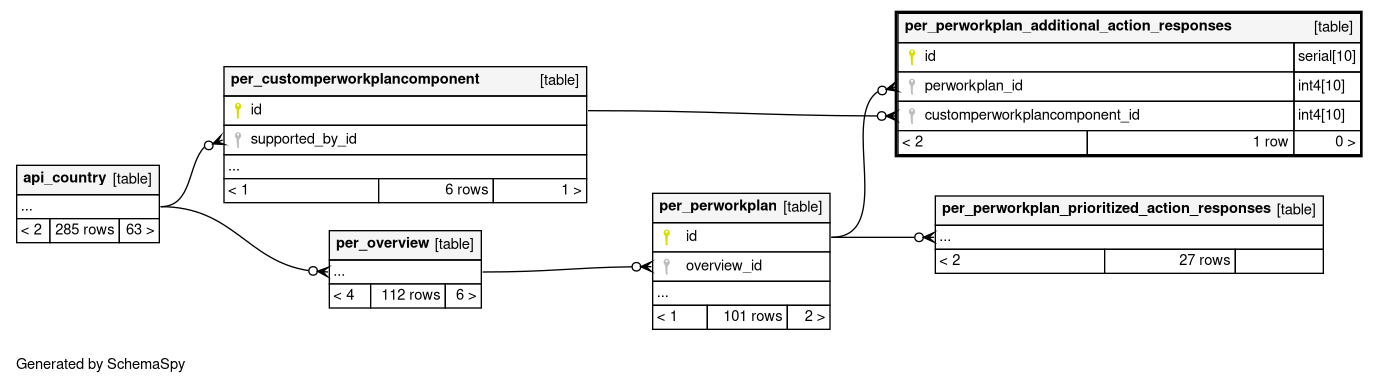 per_perworkplan_additional_action_responses [table]
id serial[10]
perworkplan_id int4[10]
customperworkplancomponent_id int4[10]
< 2 1 row 0 >
per_customperworkplancomponent [table]
id
supported_by_id
...
< 1 6 rows 1 >
api_country [table]
...
< 2 285 rows 63 >
per_overview [table]
...
< 4 112 rows 6 >
per_perworkplan [table]
id
overview_id
...
< 1 101 rows 2 >
per_perworkplan_prioritized_action_responses [table]
...
< 2 27 rows
Generated by SchemaSpy